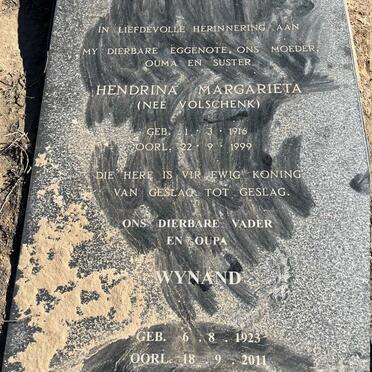 IN LIEFDEVOLLE HERINNERING AAN
MY DIERBARE EGGENOTE, ONS MOEDER,
OUMA EN SUSTER
HENDRINA MARGARIETA
(NEE VOLSCHENK)
GEB. 1 · 3 · 1916
OORL. 22 · 9 · 1999
DIE HERE IS VIR EWIG KONING
VAN GESLAG TOT GESLAG.
ONS DIERBARE VADER
EN OUPA
WYNAND
GEB. 6 . 8 . 1923
OORL. 18 . 9 . 2011